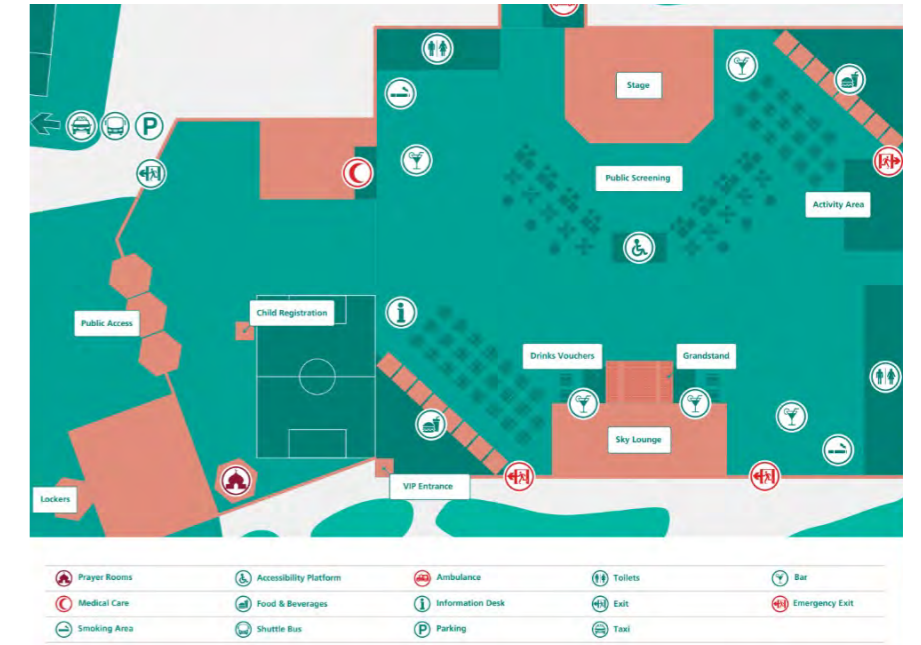 Stage
P
Public Screening
Activity Area
Child Registration
Public Access
Drinks Vouchers
Grandstand
Sky Lounge
VIP Entrance
Lockers
Prayer Rooms
Accessibility Platform
Ambulance
Toilets
Bar
Medical Care
Food & Beverages
Information Desk
Exit
Emergency Exit
Smoking Area
Shuttle Bus
P Parking
Taxi